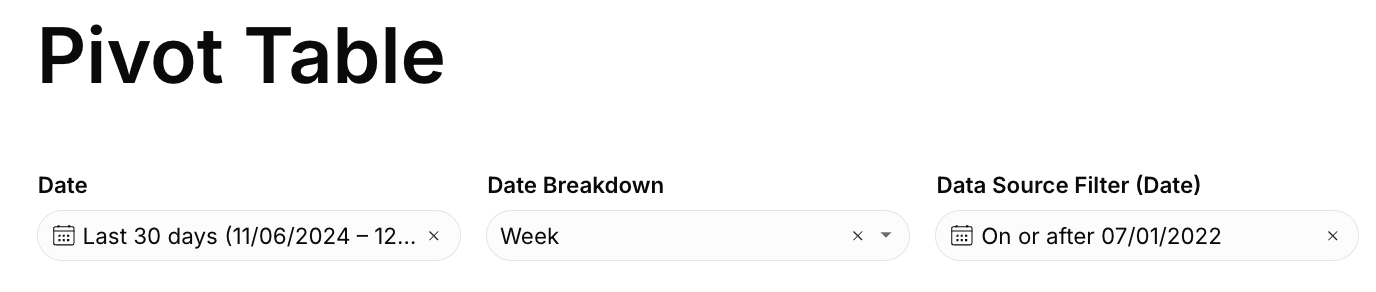 Pivot Table
Date
Date Breakdown
Data Source Filter (Date)
Last 30 days (11/06/2024 – 12...
Week
On or after 07/01/2022